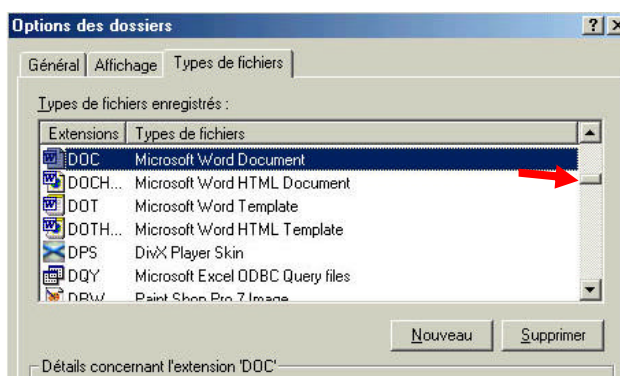 Options des dossiers
Général Affichage Types de fichiers
Types de fichiers enregistrés :
Extensions Types de fichiers
DOC Microsoft Word Document
DOCH... Microsoft Word HTML Document
DOT Microsoft Word Template
DOTH... Microsoft Word HTML Template
DPS DivX Player Skin
DQY Microsoft Excel ODBC Query files
DRW Paint Shop Pro 7 Image
Nouveau Supprimer
Détails concernant l'extension 'DOC'